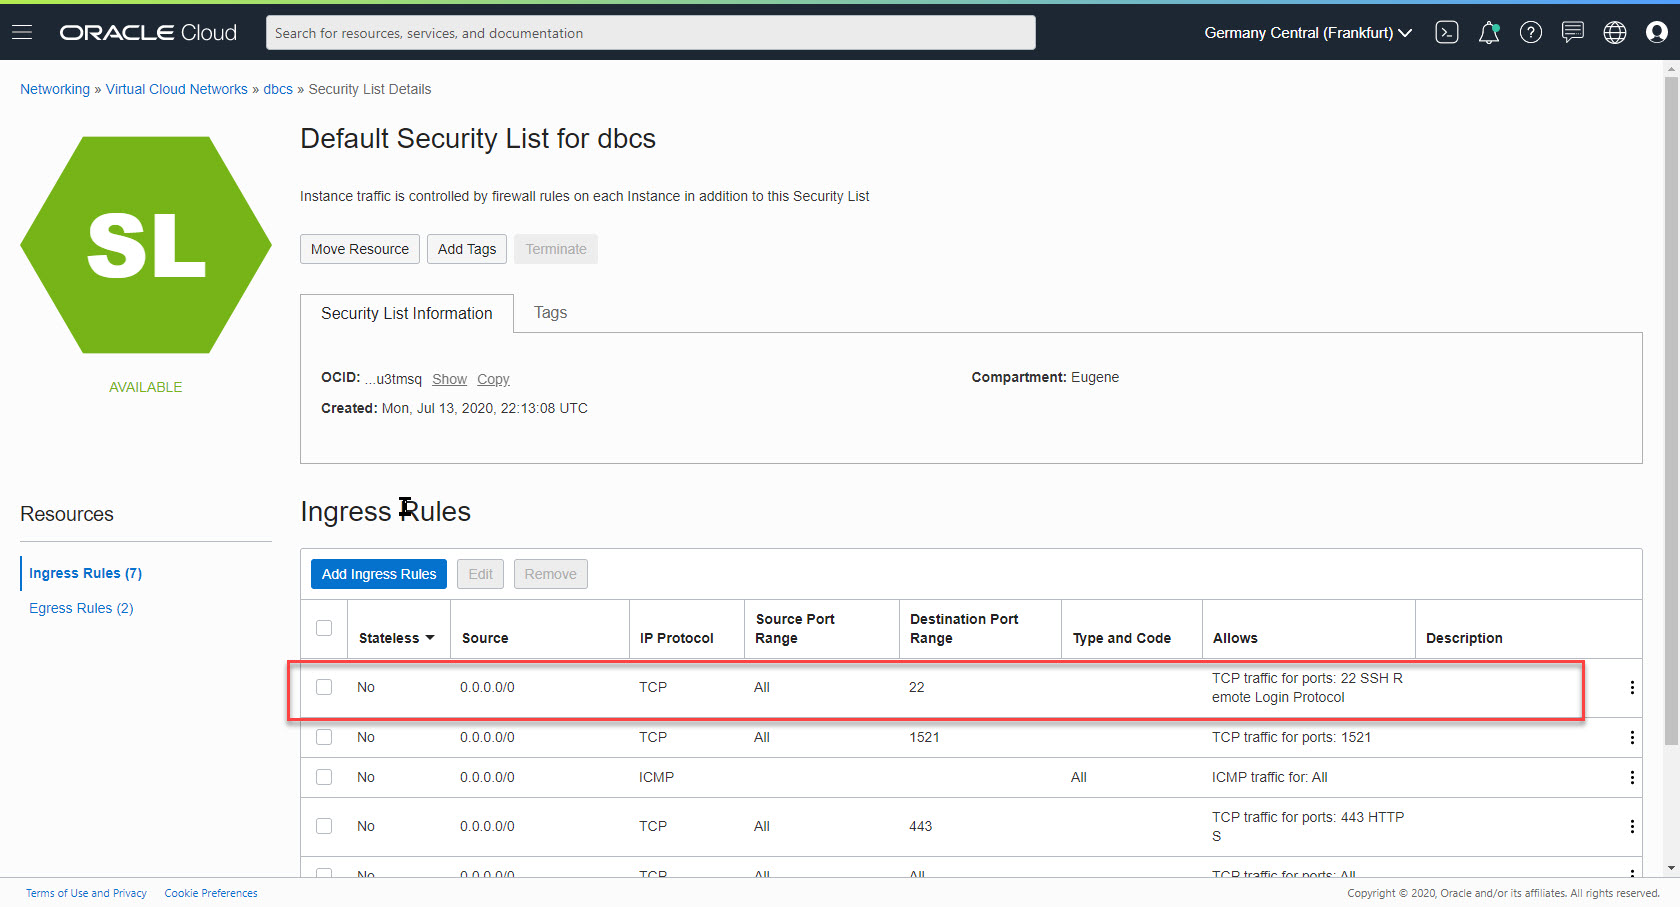 ORACLE Cloud
Search for resources, services, and documentation
Germany Central (Frankfurt)
Networking » Virtual Cloud Networks » dbcs » Security List Details
SL
AVAILABLE
Default Security List for dbcs
Instance traffic is controlled by firewall rules on each Instance in addition to this Security List
Move Resource Add Tags Terminate
Security List Information Tags
OCID: ...u3tmsq Show Copy
Compartment: Eugene
Created: Mon, Jul 13, 2020, 22:13:08 UTC
Resources
Ingress Rules (7)
Egress Rules (2)
Ingress Rules
Add Ingress Rules Edit Remove
Stateless Source IP Protocol Source Port Range Destination Port Range Type and Code Allows Description
No 0.0.0.0/0 TCP All 22 TCP traffic for ports: 22 SSH R
emote Login Protocol
No 0.0.0.0/0 TCP All 1521 TCP traffic for ports: 1521
No 0.0.0.0/0 ICMP All ICMP traffic for: All
No 0.0.0.0/0 TCP All 443 TCP traffic for ports: 443 HTTP
S
No 0.0.0.0/0 TCP All All TCP traffic for ports: All
Terms of Use and Privacy Cookie Preferences
Copyright © 2020, Oracle and/or its affiliates. All rights reserved.